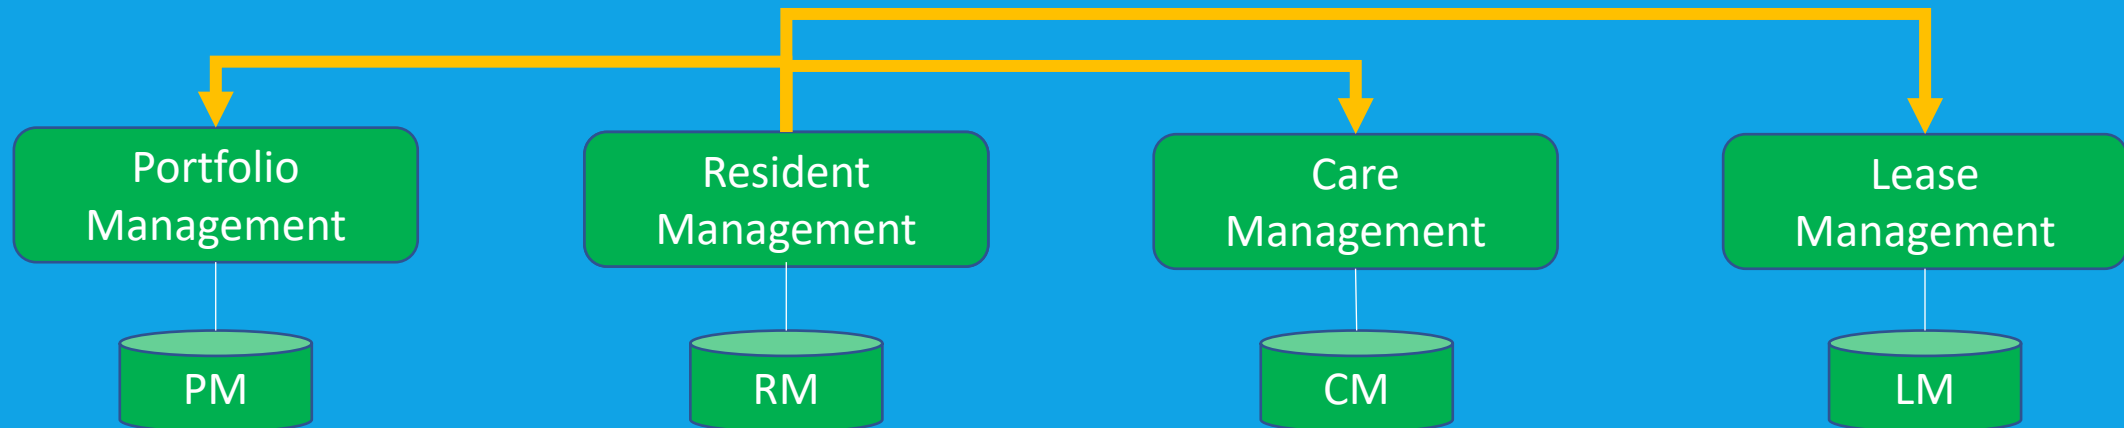 Portfolio
Management
Resident
Management
Care
Management
Lease
Management
PM
RM
CM
LM